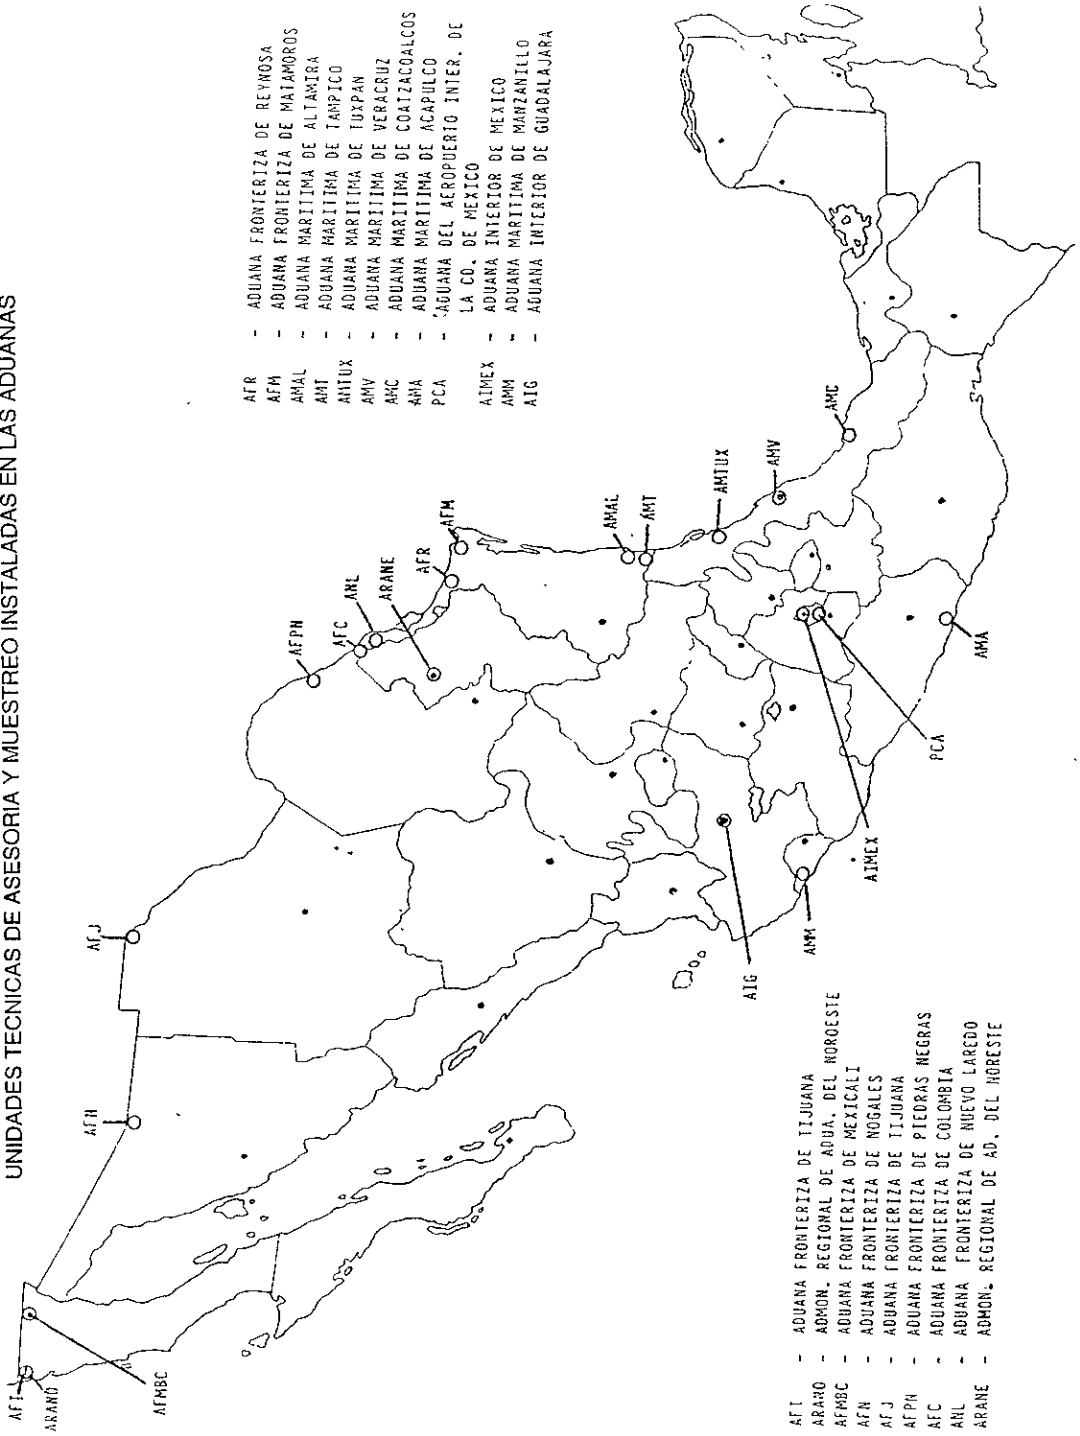 UNIDADES TECNICAS DE ASESORIA Y MUESTREO INSTALADAS EN LAS ADUANAS
AFR - ADUANA FRONTERIZA DE REYNOSA
AFM - ADUANA FRONTERIZA DE MATAMOROS
AMAL - ADUANA MARITIMA DE ALTAMIRA
AMT - ADUANA MARITIMA DE TAMPICO
AMTUX - ADUANA MARITIMA DE TUXPAN
AMV - ADUANA MARITIMA DE VERACRUZ
AMC - ADUANA MARITIMA DE COATZACOALCOS
AMA - ADUANA MARITIMA DE ACAPULCO
PCA - ADUANA DEL AEROPUERTO INTER. DE
LA CD. DE MEXICO
AIMEX - ADUANA INTERIOR DE MEXICO
AMM - ADUANA MARITIMA DE MANZANILLO
AIG - ADUANA INTERIOR DE GUADALAJARA
AFT
ARANO
AFMBC
AFN
AFJ
AFPN
AFC
ANL
ARANE
AFR
AFM
AMAL
AMT
AMTUX
AMV
AMC
AMA
PCA
AIMEX
AMM
AIG
AFT - ADUANA FRONTERIZA DE TIJUANA
ARANO - ADMON. REGIONAL DE ADUA. DEL NOROESTE
AFMBC - ADUANA FRONTERIZA DE MEXICALI
AFN - ADUANA FRONTERIZA DE NOGALES
AFJ - ADUANA FRONTERIZA DE TIJUANA
AFPN - ADUANA FRONTERIZA DE PIEDRAS NEGRAS
AFC - ADUANA FRONTERIZA DE COLOMBIA
ANL - ADUANA FRONTERIZA DE NUEVO LAREDO
ARANE - ADMON. REGIONAL DE AD. DEL NORESTE